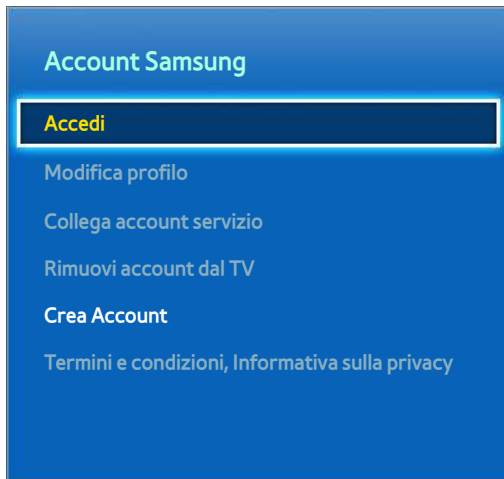 Account Samsung
Accedi
Modifica profilo
Collega account servizio
Rimuovi account dal TV
Crea Account
Termini e condizioni, Informativa sulla privacy